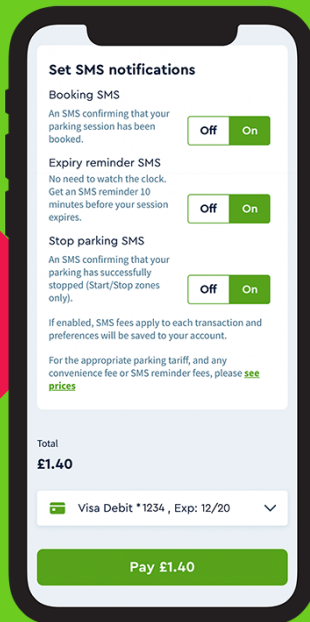 Set SMS notifications
Booking SMS
An SMS confirming that your
parking session has been
booked.
Off On
Expiry reminder SMS
No need to watch the clock.
Get an SMS reminder 10
minutes before your session
expires.
Off On
Stop parking SMS
An SMS confirming that your
parking has successfully
stopped (Start/Stop zones
only).
Off On
If enabled, SMS fees apply to each transaction and
preferences will be saved to your account.
For the appropriate parking tariff, and any
convenience fee or SMS reminder fees, please see
prices
Total
£1.40
Visa Debit *1234 , Exp: 12/20
Pay £1.40